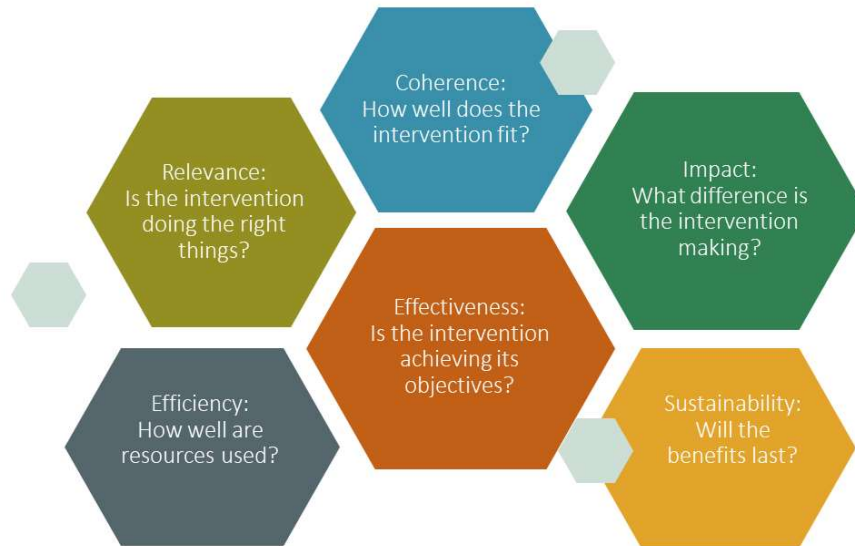 Coherence:
How well does the
intervention fit?
Relevance:
Is the intervention
doing the right
things?
Impact:
What difference is
the intervention
making?
Effectiveness:
Is the intervention
achieving its
objectives?
Efficiency:
How well are
resources used?
Sustainability:
Will the
benefits last?